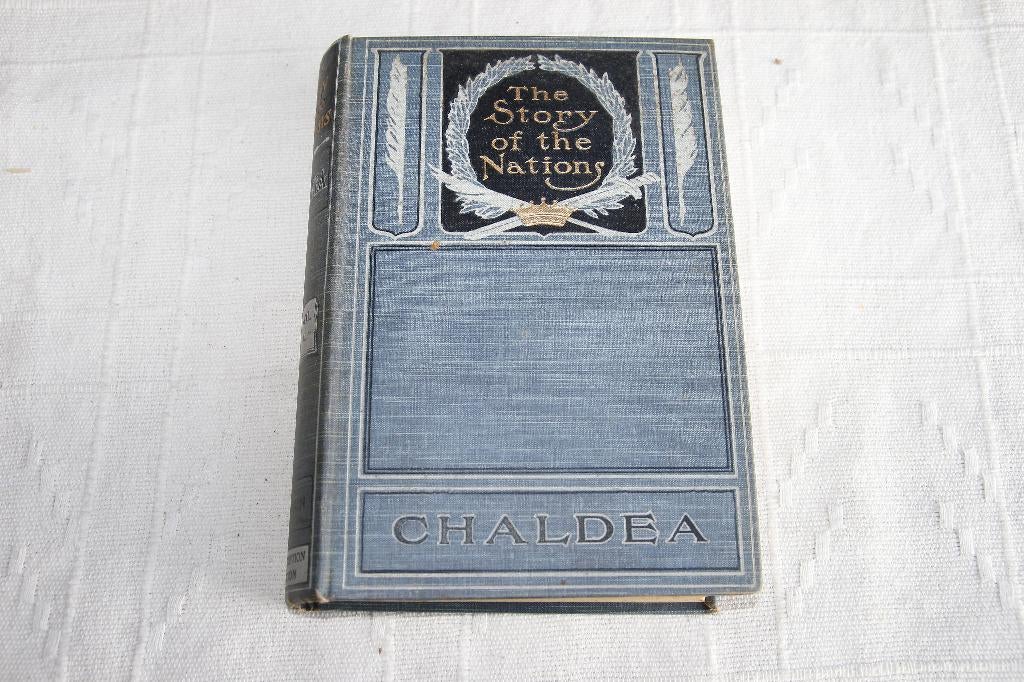 The
Story
of the
Nations
CHALDEA